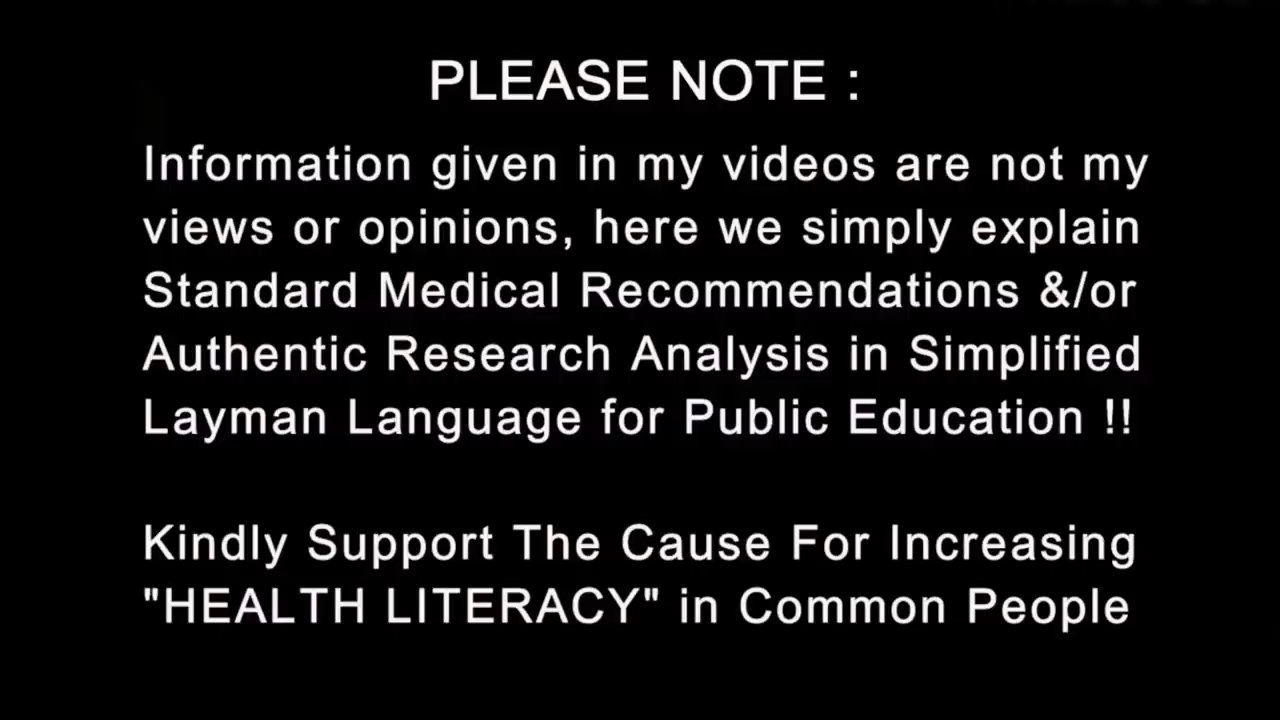 PLEASE NOTE :
Information given in my videos are not my
views or opinions, here we simply explain
Standard Medical Recommendations &/or
Authentic Research Analysis in Simplified
Layman Language for Public Education !!
Kindly Support The Cause For Increasing
"HEALTH LITERACY" in Common People